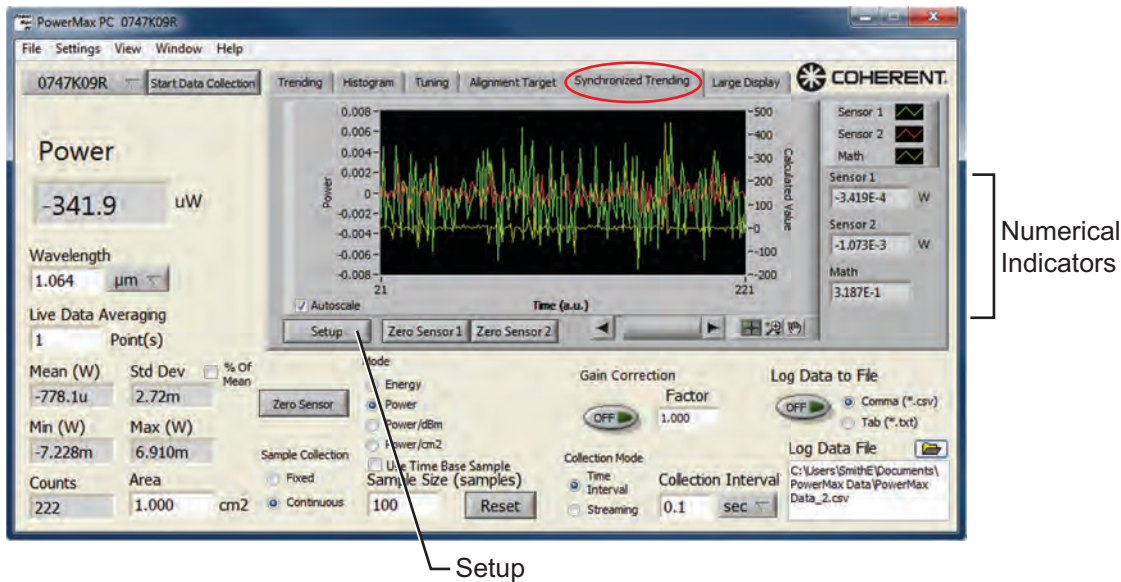 PowerMax PC 0747K09R
File Settings View Window Help
0747K09R Start Data Collection Trending Histogram Tuning Alignment Target Synchronized Trending Large Display COHERENT.
Power
-341.9 uW
Wavelength
1.064 µm
Live Data Averaging
1 Point(s)
Mean (W) Std Dev % Of Mean
-778.1u 2.72m
Min (W) Max (W)
-7.228m 6.910m
Counts Area
222 1.000 cm2
0.008
0.006
0.004
0.002
0
-0.002
-0.004
-0.006
-0.008
Power
500
400
300
200
100
0
-100
-200
Calculated Value
21 221
Time (a.u.)
Autoscale
Setup Zero Sensor 1 Zero Sensor 2
Sensor 1
Sensor 2
Math
Sensor 1
-3.419E-4 W
Sensor 2
-1.073E-3 W
Math
3.187E-1
Numerical
Indicators
Zero Sensor
Mode
Energy
Power
Power/dBm
Power/cm2
Use Time Base Sample
Sample Collection
Fixed
Continuous
Sample Size (samples)
100 Reset
Gain Correction
OFF
Factor
1.000
Collection Mode
Time Interval
Streaming
Collection Interval
0.1 sec
Log Data to File
OFF
Comma (*.csv)
Tab (*.txt)
Log Data File
C:\Users\SmithE\Documents\
PowerMax Data\PowerMax
Data_2.csv
Setup